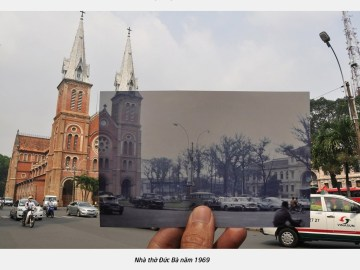 Nhà thờ Đức Bà năm 1969